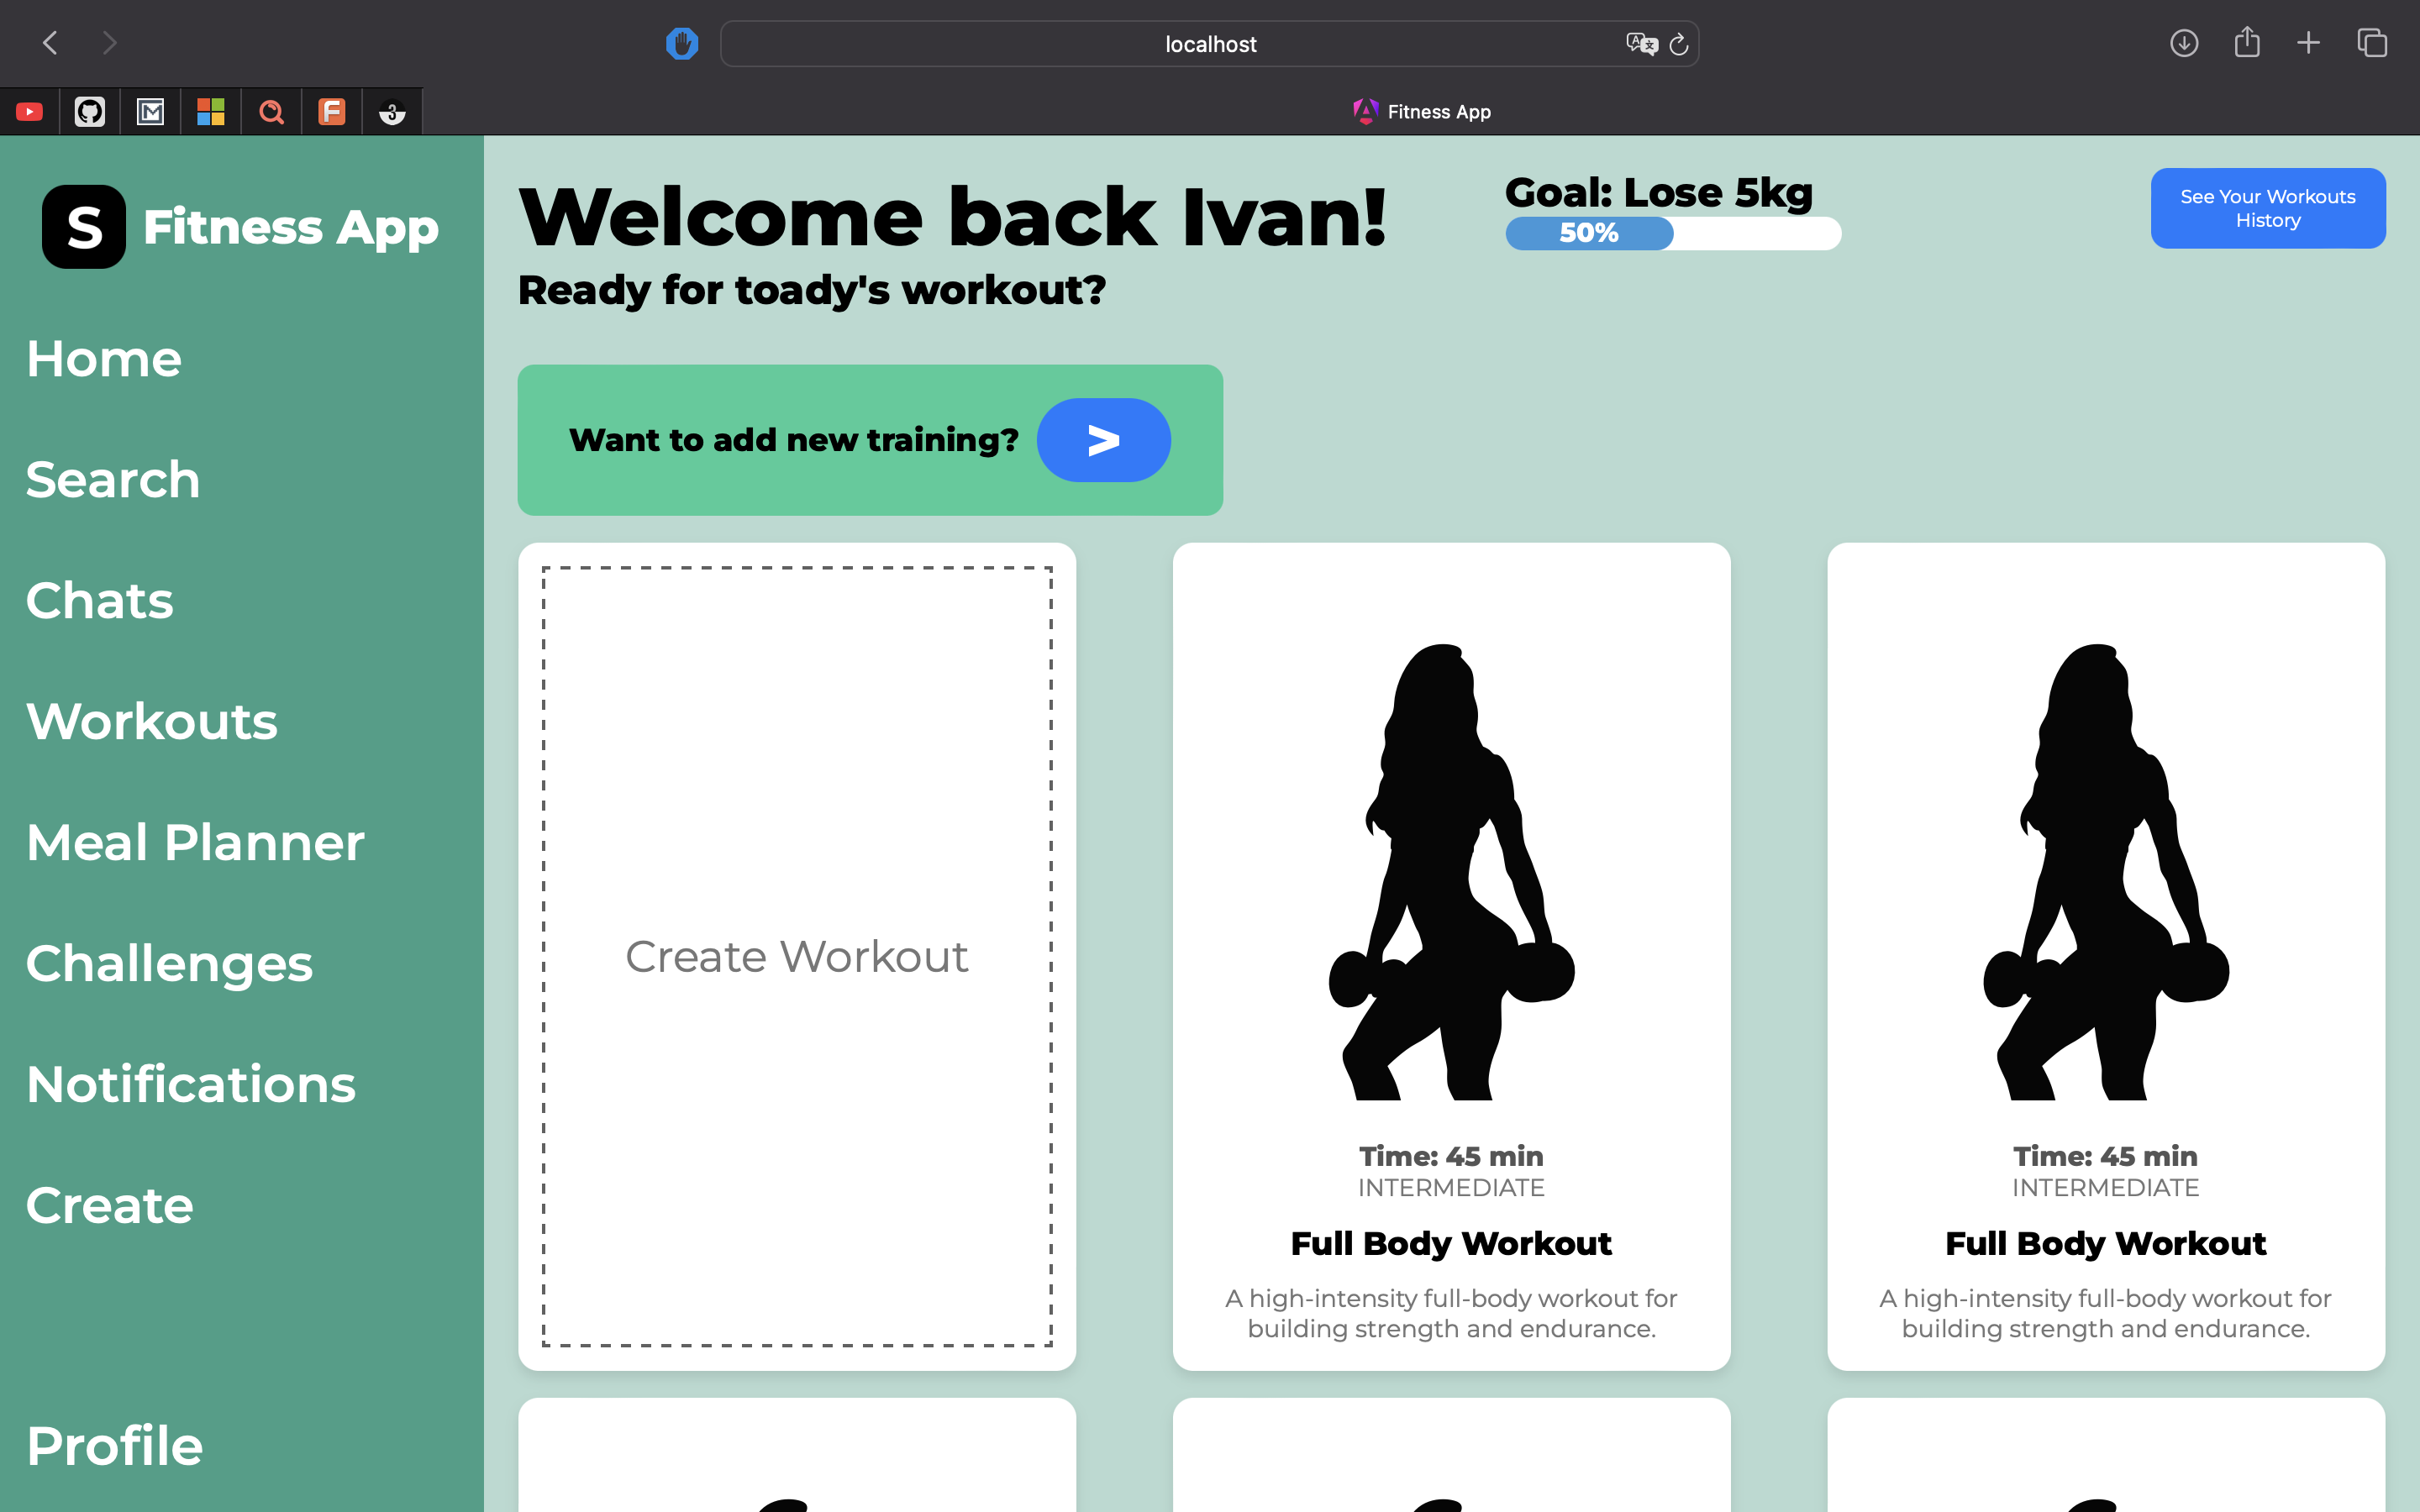 localhost
3
Fitness App
S Fitness App
Home
Search
Chats
Workouts
Meal Planner
Challenges
Notifications
Create
Profile
Welcome back Ivan!
Ready for toady's workout?
Goal: Lose 5kg
50%
See Your Workouts
History
Want to add new training? >
Create Workout
Time: 45 min
INTERMEDIATE
Full Body Workout
A high-intensity full-body workout for
building strength and endurance.
Time: 45 min
INTERMEDIATE
Full Body Workout
A high-intensity full-body workout for
building strength and endurance.